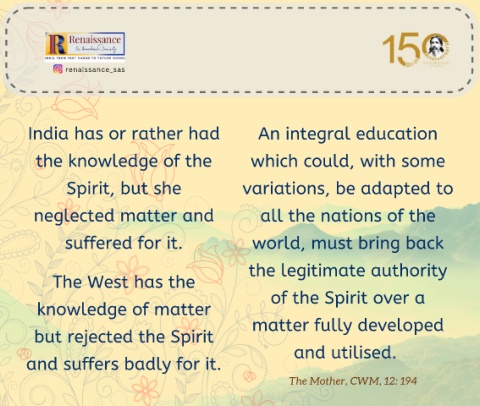 Renaissance
Sri Aurobindo Society
INDIA: FROM PAST DAWNS TO FUTURE NOONS
renaissance_sas
150
India has or rather had
the knowledge of the
Spirit, but she
neglected matter and
suffered for it.
The West has the
knowledge of matter
but rejected the Spirit
and suffers badly for it.
An integral education
which could, with some
variations, be adapted to
all the nations of the
world, must bring back
the legitimate authority
of the Spirit over a
matter fully developed
and utilised.
The Mother, CWM, 12: 194